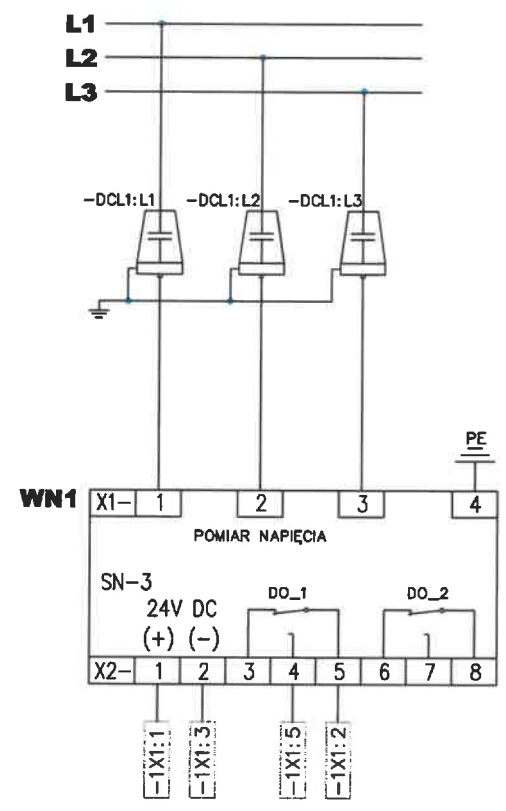 L1
L2
L3
-DCL1:L1 -DCL1:L2 -DCL1:L3
PE
WN1 X1- 1 2 3 4
POMIAR NAPIĘCIA
SN-3
DO_1 DO_2
24V DC
(+) (-)
X2- 1 2 3 4 5 6 7 8
-1X1:1 -1X1:3 -1X1:5 -1X1:2